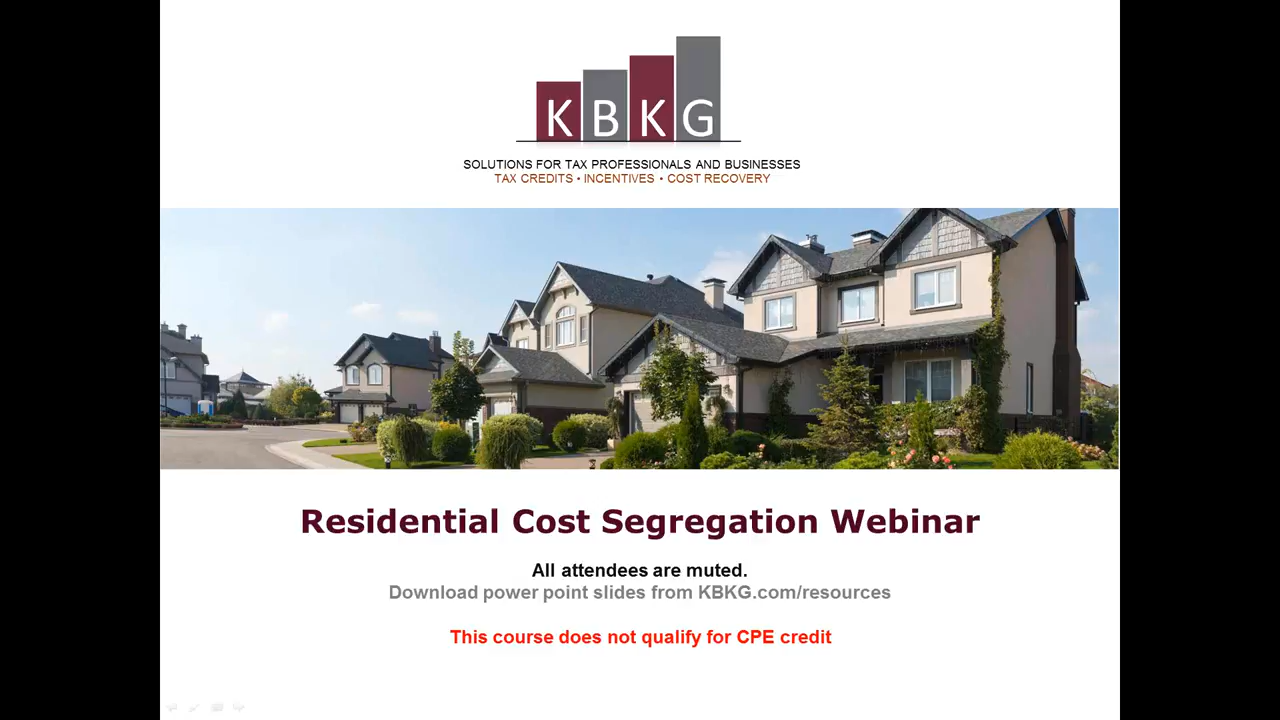 KBKG
SOLUTIONS FOR TAX PROFESSIONALS AND BUSINESSES
TAX CREDITS • INCENTIVES • COST RECOVERY
Residential Cost Segregation Webinar
All attendees are muted.
Download power point slides from KBKG.com/resources
This course does not qualify for CPE credit